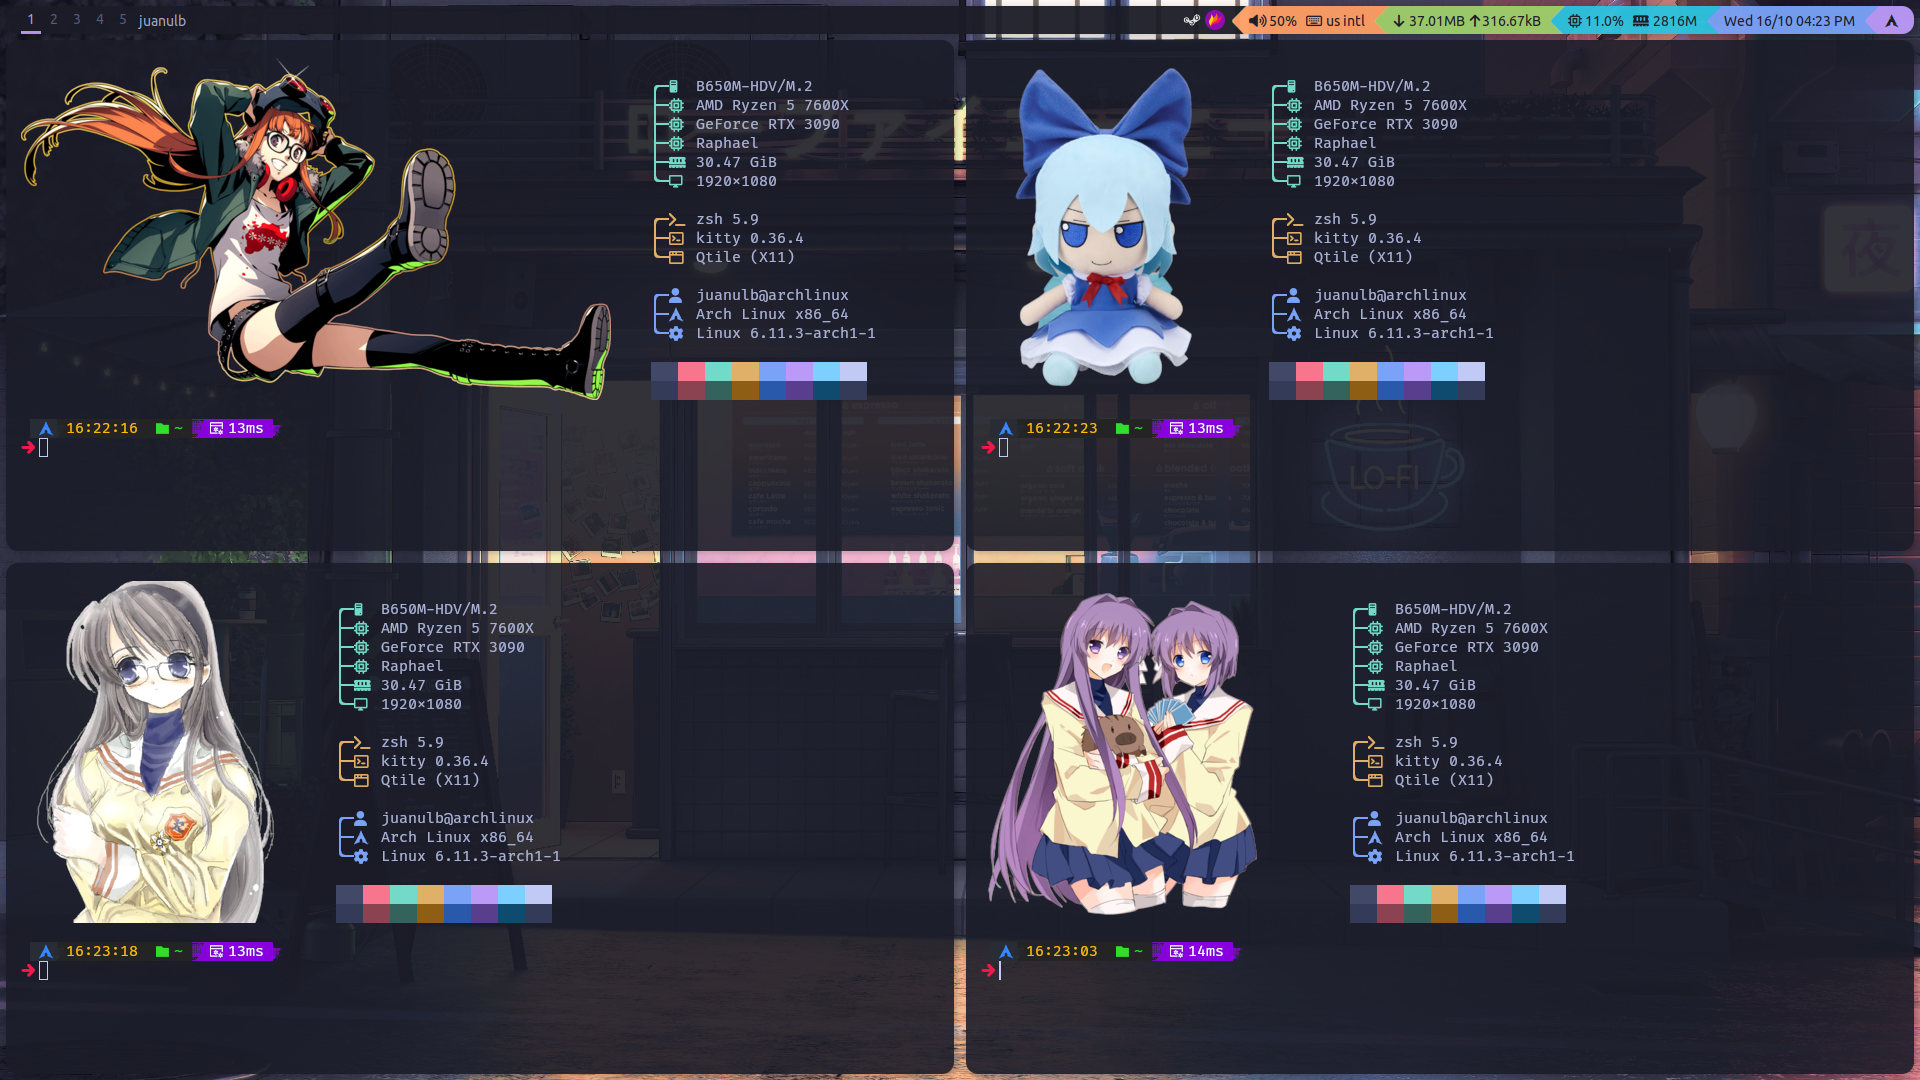 1 2 3 4 5 juanulb
50% us intl 37.01MB 316.67kB 11.0% 2816M Wed 16/10 04:23 PM
B650M-HDV/M.2
AMD Ryzen 5 7600X
GeForce RTX 3090
Raphael
30.47 GiB
1920×1080
zsh 5.9
kitty 0.36.4
Qtile (X11)
juanulb@archlinux
Arch Linux x86_64
Linux 6.11.3-arch1-1
16:22:16 ~ 13ms
B650M-HDV/M.2
AMD Ryzen 5 7600X
GeForce RTX 3090
Raphael
30.47 GiB
1920×1080
zsh 5.9
kitty 0.36.4
Qtile (X11)
juanulb@archlinux
Arch Linux x86_64
Linux 6.11.3-arch1-1
夜
16:22:23 ~ 13ms
LO-FI
B650M-HDV/M.2
AMD Ryzen 5 7600X
GeForce RTX 3090
Raphael
30.47 GiB
1920×1080
zsh 5.9
kitty 0.36.4
Qtile (X11)
juanulb@archlinux
Arch Linux x86_64
Linux 6.11.3-arch1-1
16:23:18 ~ 13ms
B650M-HDV/M.2
AMD Ryzen 5 7600X
GeForce RTX 3090
Raphael
30.47 GiB
1920×1080
zsh 5.9
kitty 0.36.4
Qtile (X11)
juanulb@archlinux
Arch Linux x86_64
Linux 6.11.3-arch1-1
16:23:03 ~ 14ms